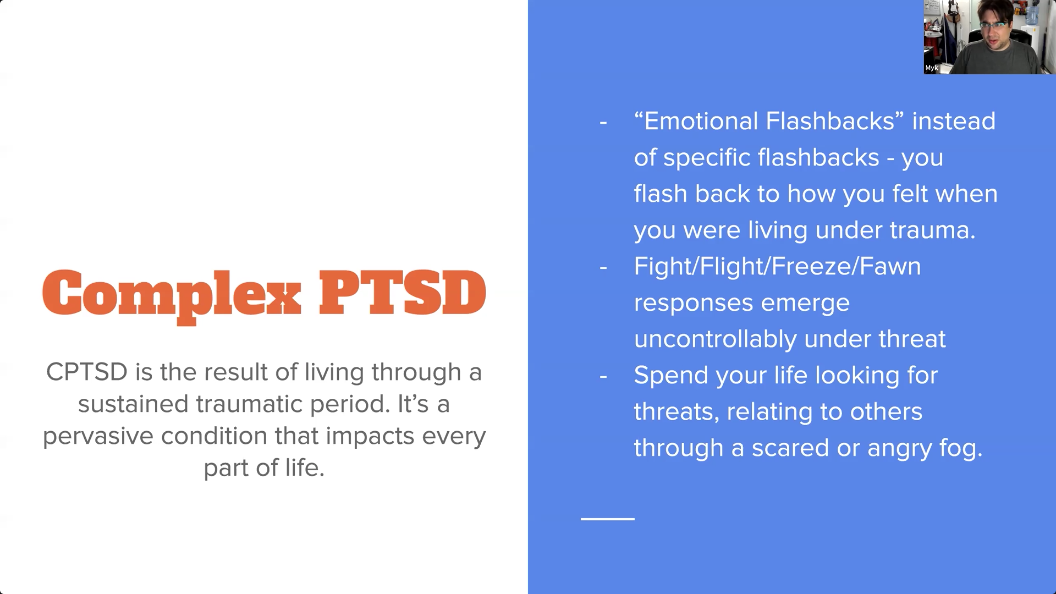 Complex PTSD
CPTSD is the result of living through a
sustained traumatic period. It’s a
pervasive condition that impacts every
part of life.
- “Emotional Flashbacks” instead
of specific flashbacks - you
flash back to how you felt when
you were living under trauma.
- Fight/Flight/Freeze/Fawn
responses emerge
uncontrollably under threat
- Spend your life looking for
threats, relating to others
through a scared or angry fog.